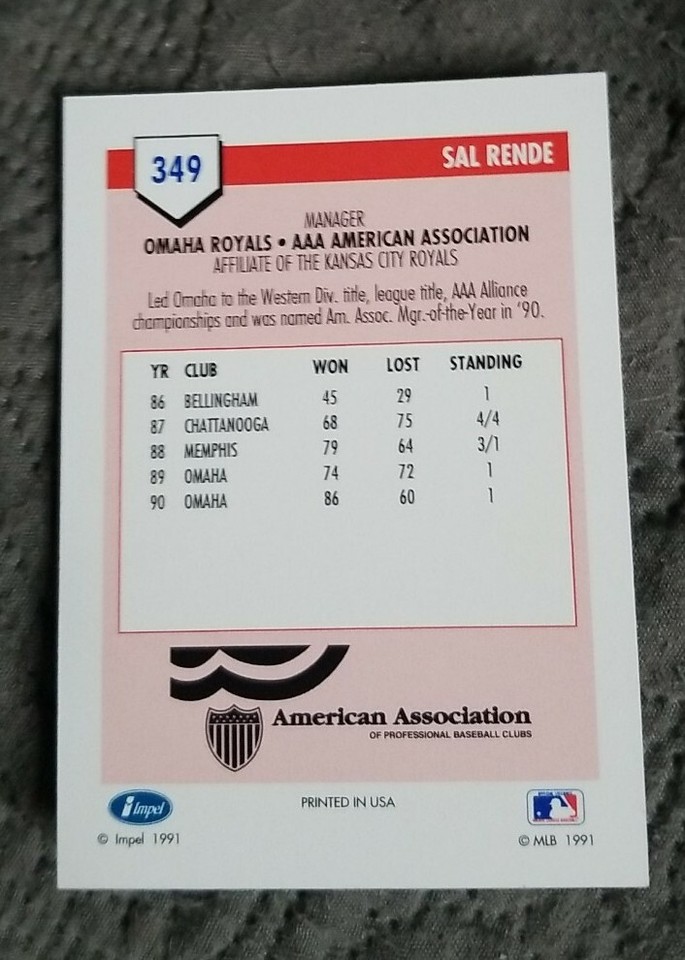 349
SAL RENDE
MANAGER
OMAHA ROYALS • AAA AMERICAN ASSOCIATION
AFFILIATE OF THE KANSAS CITY ROYALS
Led Omaha to the Western Div. title, league title, AAA Alliance
championships and was named Am. Assoc. Mgr.-of-the-Year in '90.
YR CLUB WON LOST STANDING
86 BELLINGHAM 45 29 1
87 CHATTANOOGA 68 75 4/4
88 MEMPHIS 79 64 3/1
89 OMAHA 74 72 1
90 OMAHA 86 60 1
American Association
OF PROFESSIONAL BASEBALL CLUBS
i Impel
PRINTED IN USA
© Impel 1991
© MLB 1991